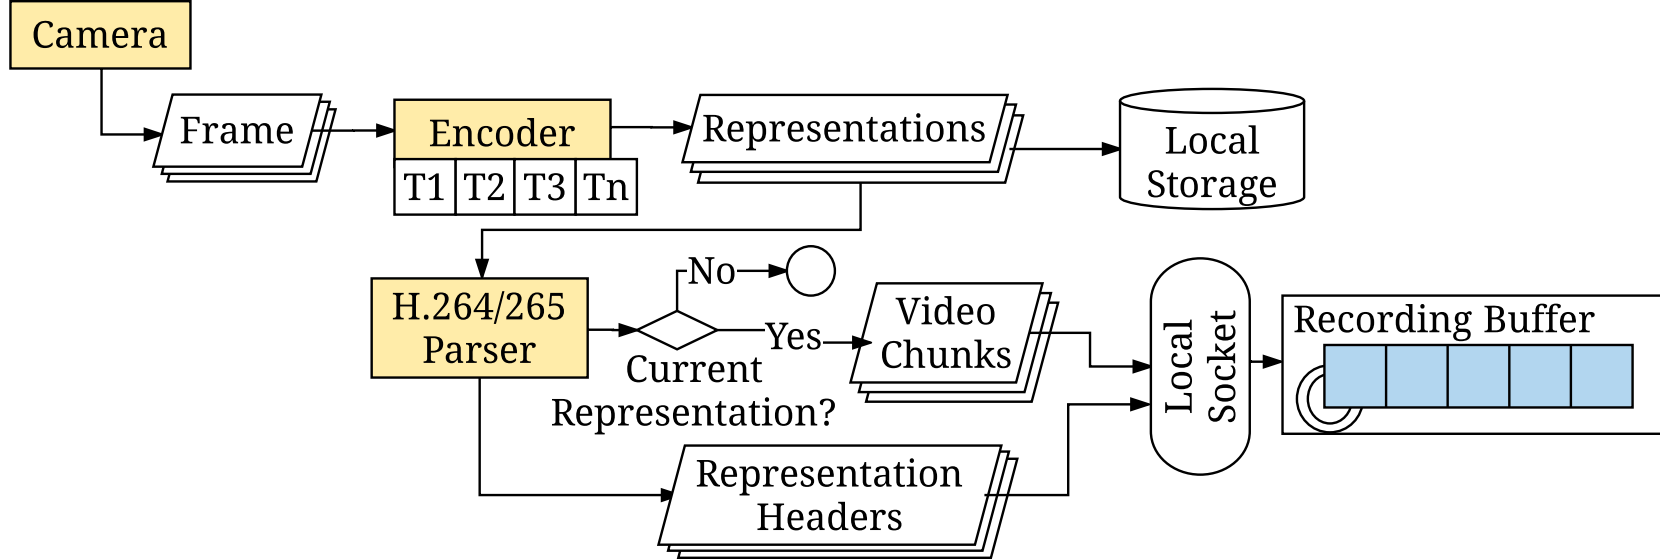 Camera
Frame
Encoder
T1 T2 T3 Tn
Representations
Local
Storage
H.264/265
Parser
No
Yes
Current
Representation?
Video
Chunks
Local
Socket
Recording Buffer
Representation
Headers